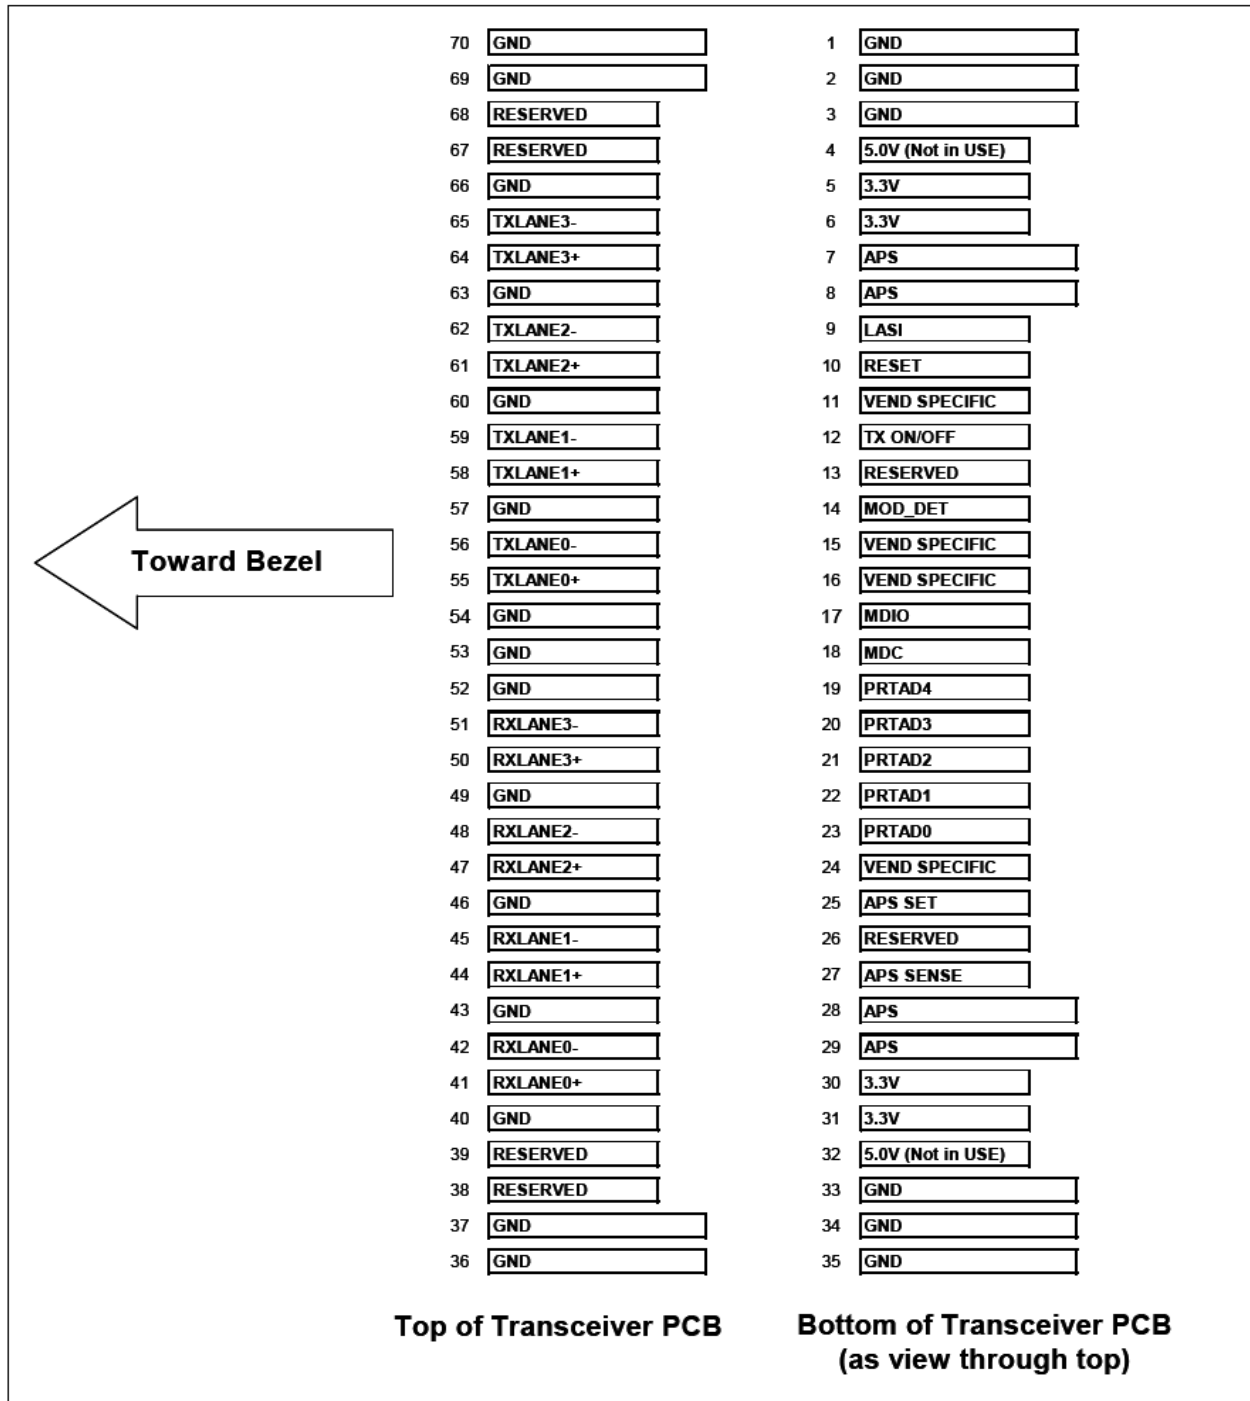 70 GND 1 GND
69 GND 2 GND
68 RESERVED 3 GND
67 RESERVED 4 5.0V (Not in USE)
66 GND 5 3.3V
65 TXLANE3- 6 3.3V
64 TXLANE3+ 7 APS
63 GND 8 APS
62 TXLANE2- 9 LASI
61 TXLANE2+ 10 RESET
60 GND 11 VEND SPECIFIC
59 TXLANE1- 12 TX ON/OFF
58 TXLANE1+ 13 RESERVED
57 GND 14 MOD_DET
56 TXLANE0- 15 VEND SPECIFIC
Toward Bezel
55 TXLANE0+ 16 VEND SPECIFIC
54 GND 17 MDIO
53 GND 18 MDC
52 GND 19 PRTAD4
51 RXLANE3- 20 PRTAD3
50 RXLANE3+ 21 PRTAD2
49 GND 22 PRTAD1
48 RXLANE2- 23 PRTAD0
47 RXLANE2+ 24 VEND SPECIFIC
46 GND 25 APS SET
45 RXLANE1- 26 RESERVED
44 RXLANE1+ 27 APS SENSE
43 GND 28 APS
42 RXLANE0- 29 APS
41 RXLANE0+ 30 3.3V
40 GND 31 3.3V
39 RESERVED 32 5.0V (Not in USE)
38 RESERVED 33 GND
37 GND 34 GND
36 GND 35 GND
Top of Transceiver PCB
Bottom of Transceiver PCB
(as view through top)